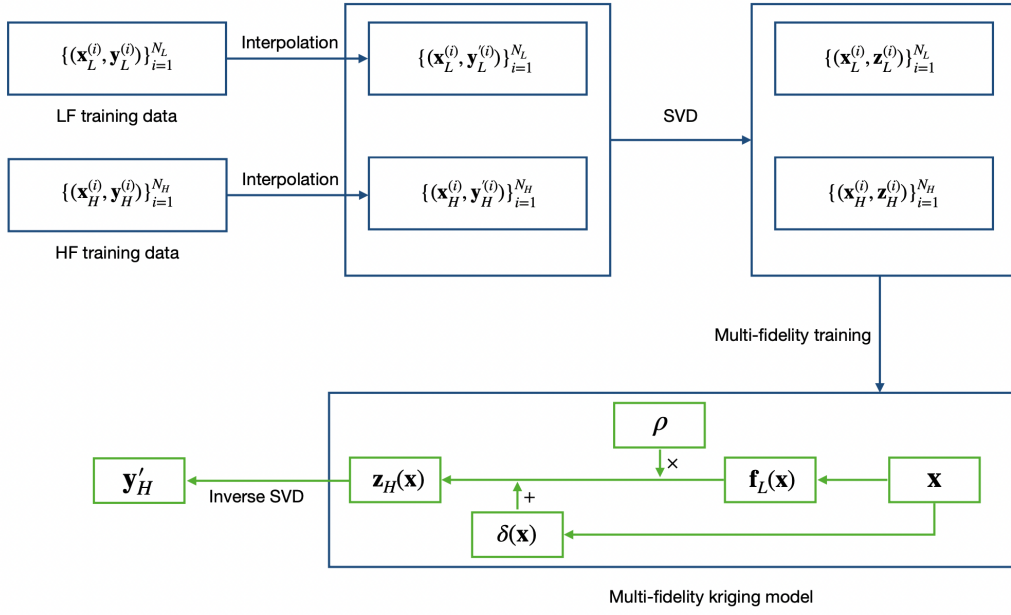 {(x_L^{(i)}, y_L^{(i)})}_{i=1}^{N_L}
Interpolation
{(x_L^{(i)}, y_L^{′(i)})}_{i=1}^{N_L}
{(x_L^{(i)}, z_L^{(i)})}_{i=1}^{N_L}
LF training data
SVD
{(x_H^{(i)}, y_H^{(i)})}_{i=1}^{N_H}
Interpolation
{(x_H^{(i)}, y_H^{′(i)})}_{i=1}^{N_H}
{(x_H^{(i)}, z_H^{(i)})}_{i=1}^{N_H}
HF training data
Multi-fidelity training
ρ
×
y′_H
Inverse SVD
z_H(x)
f_L(x)
x
+
δ(x)
Multi-fidelity kriging model